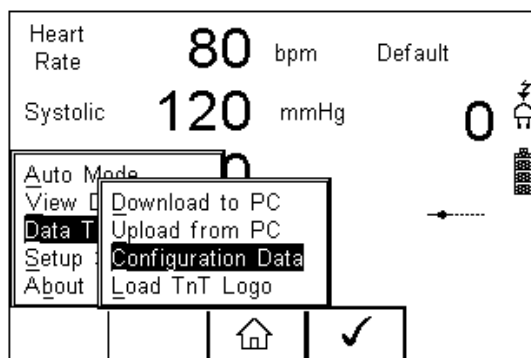 Heart
Rate 80 bpm Default
Systolic 120 mmHg 0
Auto Mode
View
Data T
Setup
About
Download to PC
Upload from PC
Configuration Data
Load TnT Logo